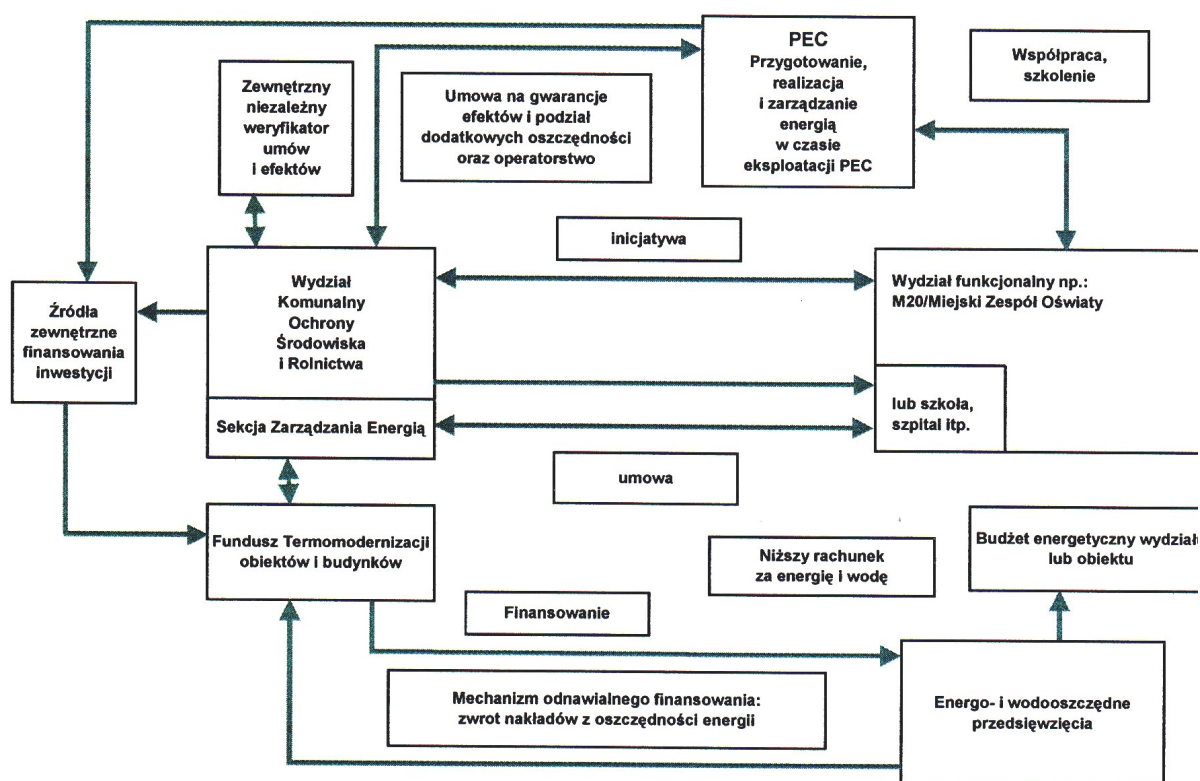 PEC
Przygotowanie,
realizacja
i zarządzanie
energią
w czasie
eksploatacji PEC
Współpraca,
szkolenie
Zewnętrzny
niezależny
weryfikator
umów
i efektów
Umowa na gwarancje
efektów i podział
dodatkowych oszczędności
oraz operatorstwo
inicjatywa
Wydział
Komunalny
Ochrony
Środowiska
i Rolnictwa
Sekcja Zarządzania Energią
Wydział funkcjonalny np.:
M20/Miejski Zespół Oświaty
lub szkoła,
szpital itp.
Źródła
zewnętrzne
finansowania
inwestycji
umowa
Fundusz Termomodernizacji
obiektów i budynków
Niższy rachunek
za energię i wodę
Budżet energetyczny wydziału
lub obiektu
Finansowanie
Mechanizm odnawialnego finansowania:
zwrot nakładów z oszczędności energii
Energo- i wodooszczędne
przedsięwzięcia